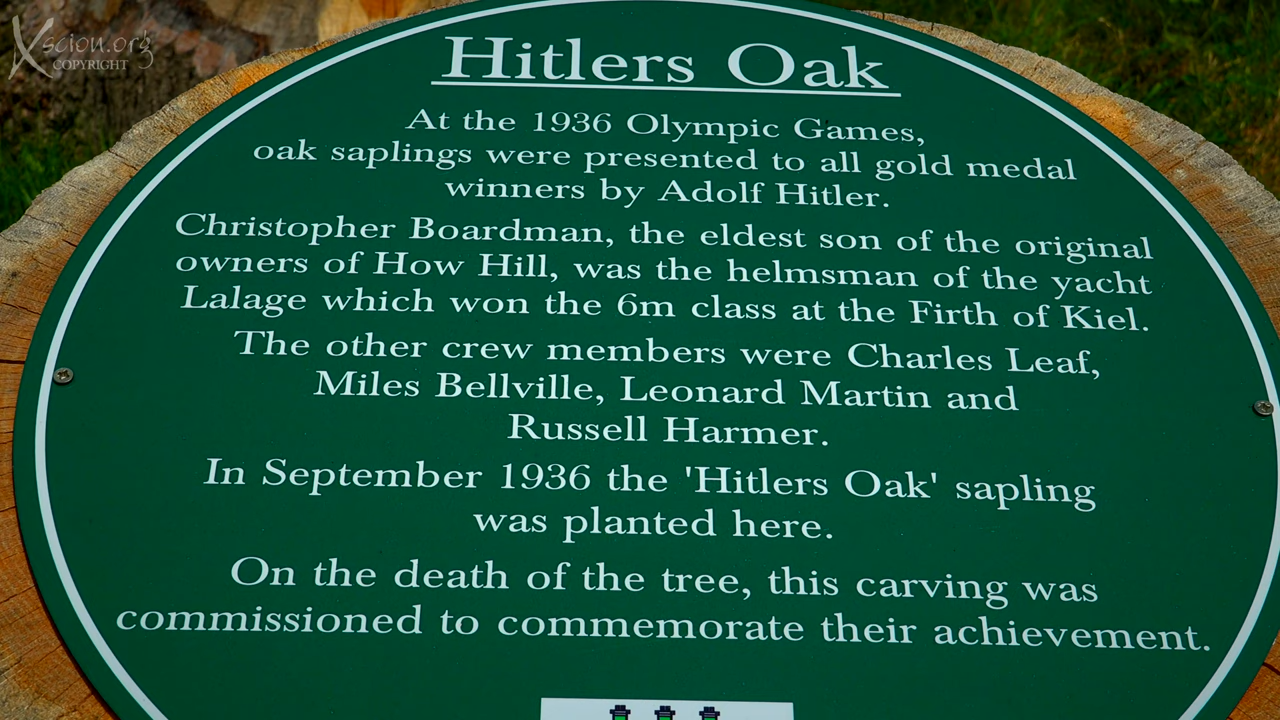 Xscion.org
COPYRIGHT
Hitlers Oak
At the 1936 Olympic Games,
oak saplings were presented to all gold medal
winners by Adolf Hitler.
Christopher Boardman, the eldest son of the original
owners of How Hill, was the helmsman of the yacht
Lalage which won the 6m class at the Firth of Kiel.
The other crew members were Charles Leaf,
Miles Bellville, Leonard Martin and
Russell Harmer.
In September 1936 the 'Hitlers Oak' sapling
was planted here.
On the death of the tree, this carving was
commissioned to commemorate their achievement.